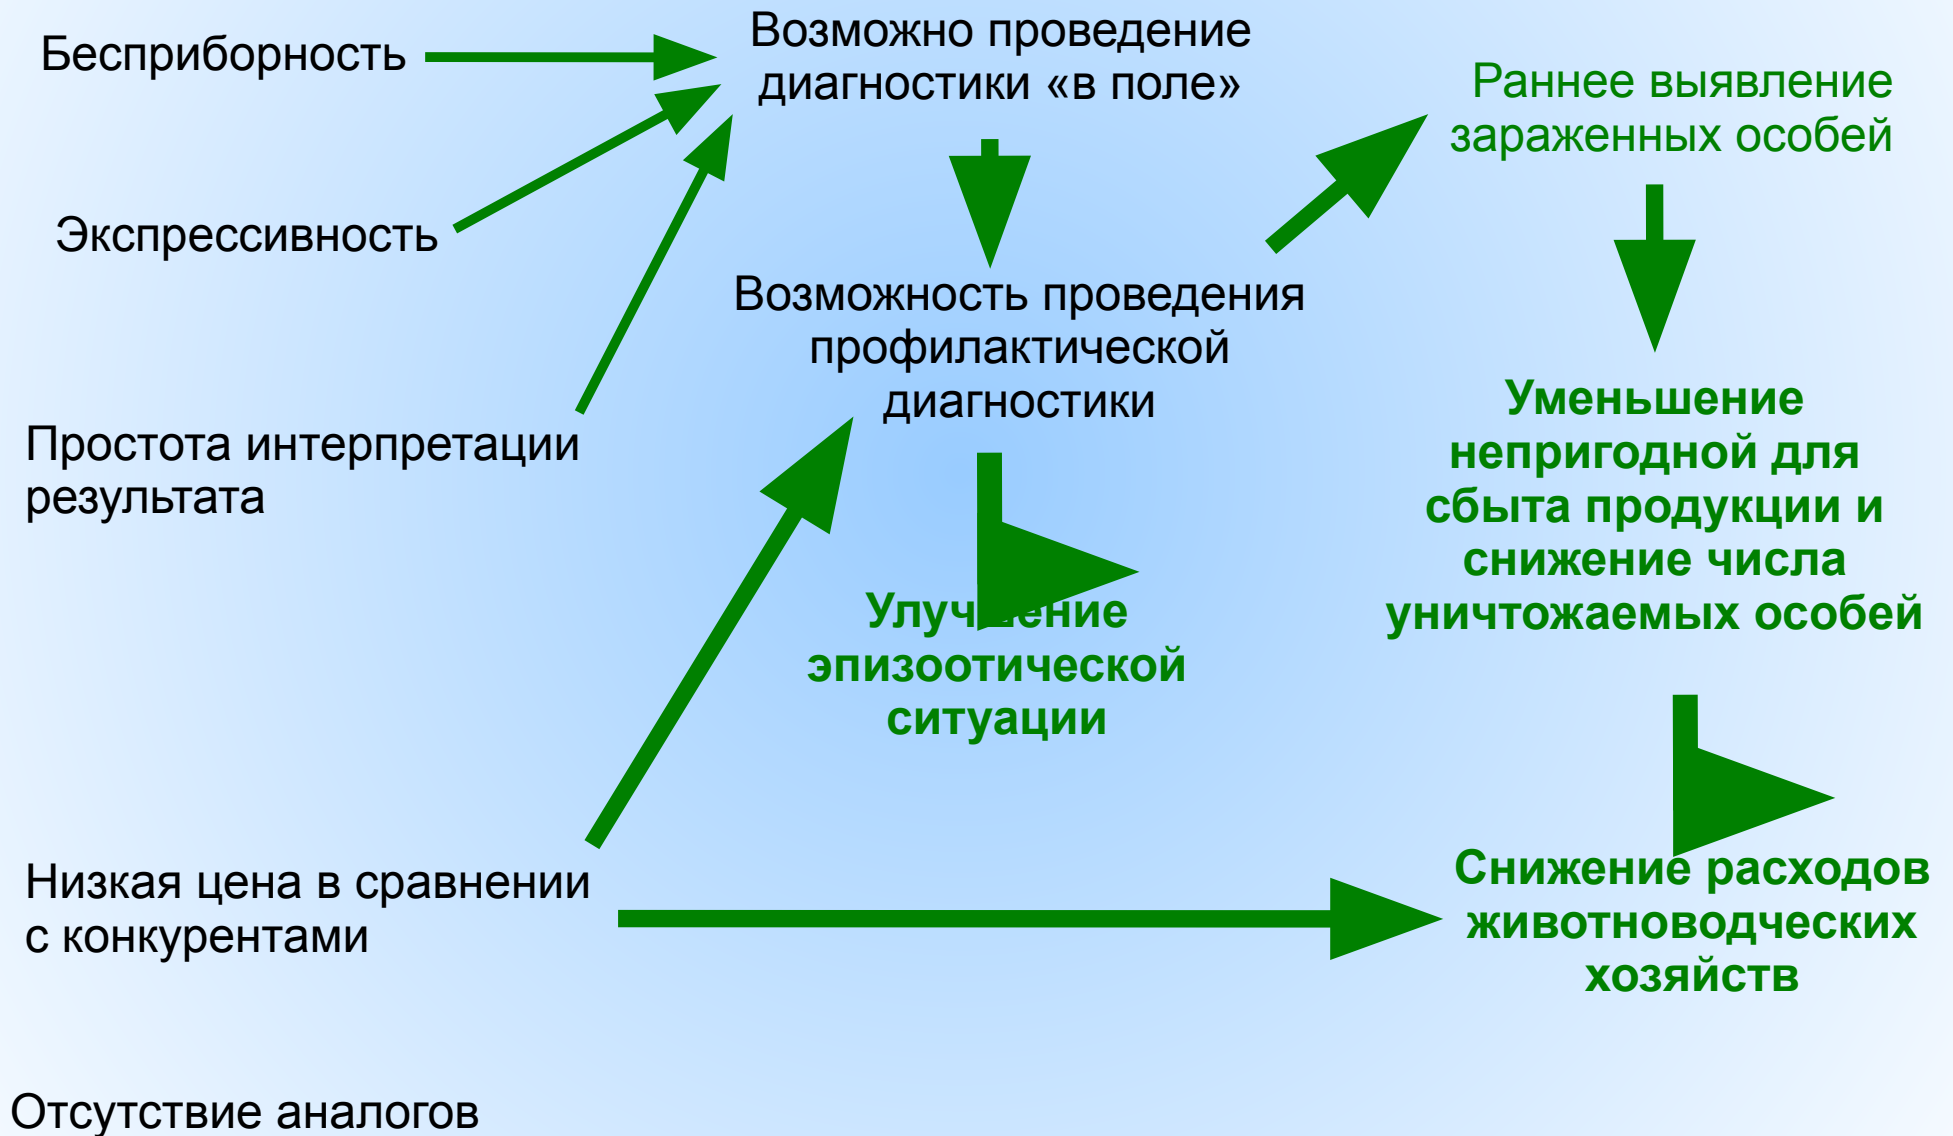 Бесприборность
Возможно проведение
диагностики «в поле»
Раннее выявление
зараженных особей
Экспрессивность
Возможность проведения
профилактической
диагностики
Простота интерпретации
результата
Уменьшение
непригодной для
сбыта продукции и
снижение числа
уничтожаемых особей
Улучшение
эпизоотической
ситуации
Низкая цена в сравнении
с конкурентами
Снижение расходов
животноводческих
хозяйств
Отсутствие аналогов